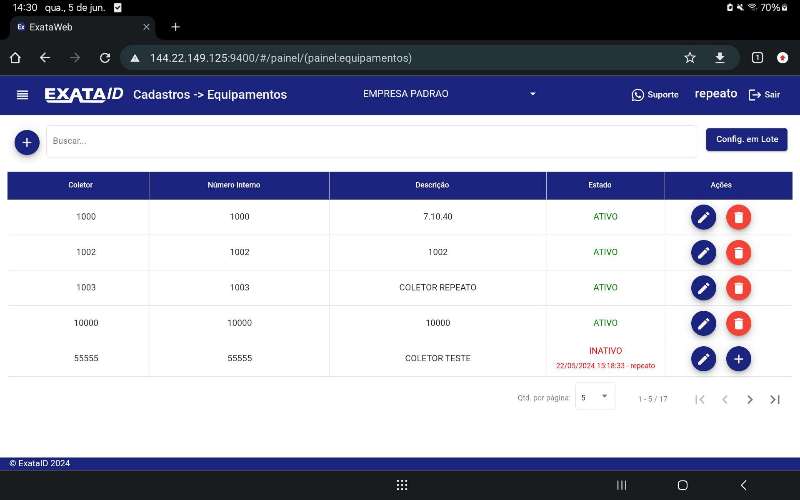 14:30 qua., 5 de jun. 70%
Ex ExataWeb
144.22.149.125:9400/#/painel/(painel:equipamentos) 1
EXATAID Cadastros -> Equipamentos EMPRESA PADRAO Suporte repeato Sair
Buscar... Config. em Lote
Coletor Número Interno Descrição Estado Ações
1000 1000 7.10.40 ATIVO
1002 1002 1002 ATIVO
1003 1003 COLETOR REPEATO ATIVO
10000 10000 10000 ATIVO
55555 55555 COLETOR TESTE INATIVO
22/05/2024 15:18:33 - repeato
Qtd. por página: 5 1 - 5 / 17
© ExataID 2024